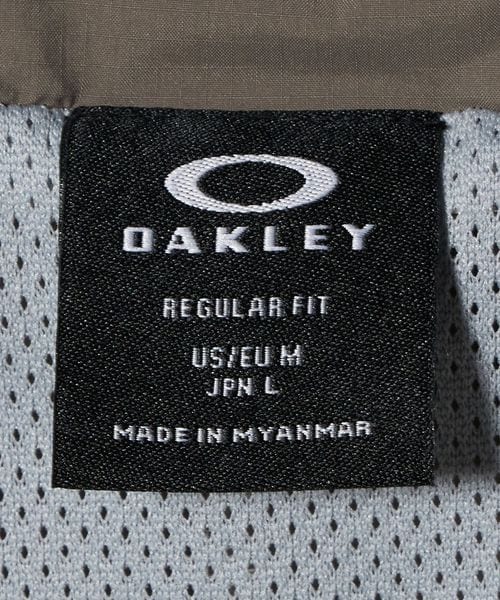 OAKLEY
REGULAR FIT
US/EU M
JPN L
MADE IN MYANMAR